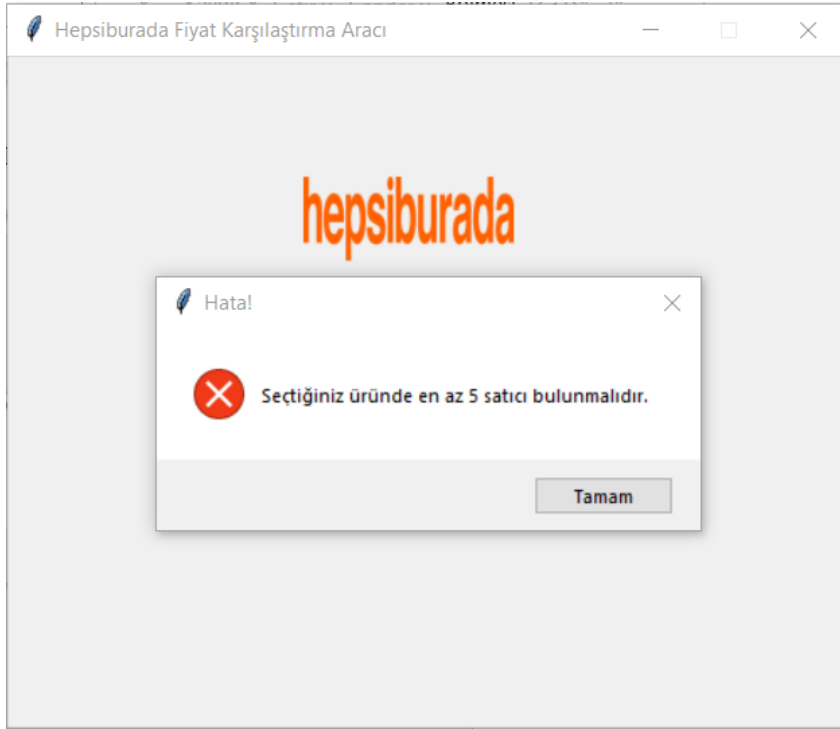 Hepsiburada Fiyat Karşılaştırma Aracı
hepsiburada
Hata!
Seçtiğiniz üründe en az 5 satıcı bulunmalıdır.
Tamam